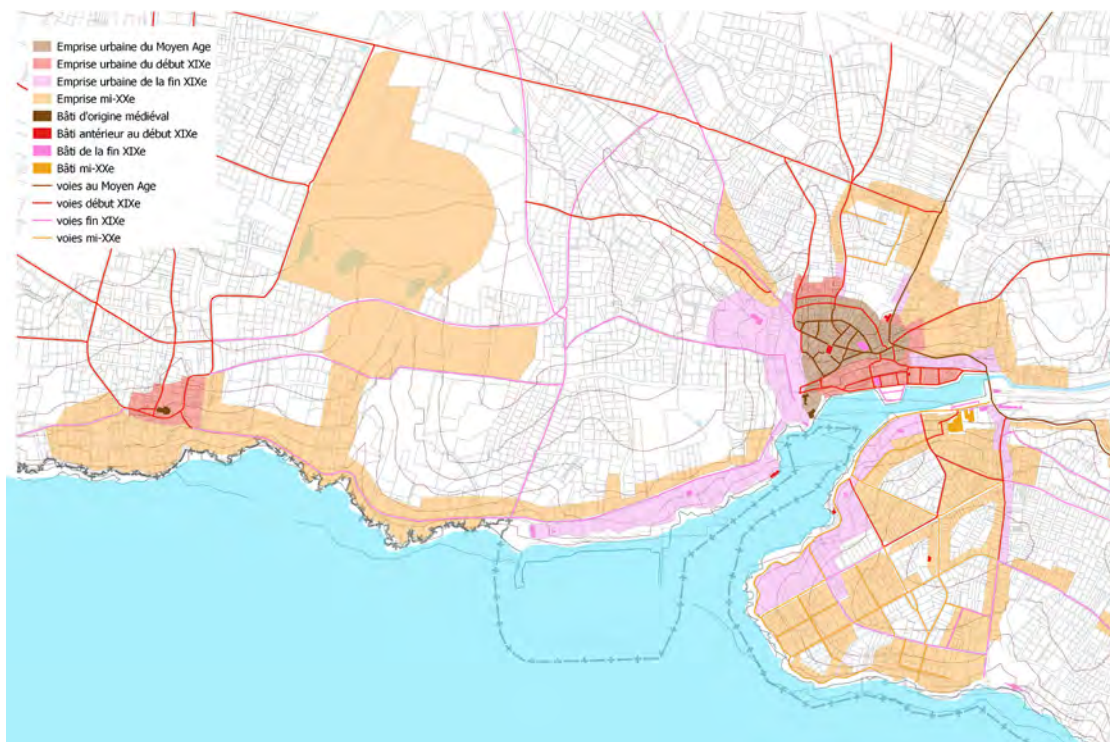 Emprise urbaine du Moyen Age
Emprise urbaine du début XIXe
Emprise urbaine de la fin XIXe
Emprise mi-XXe
Bâti d'origine médiéval
Bâti antérieur au début XIXe
Bâti de la fin XIXe
Bâti mi-XXe
voies au Moyen Age
voies début XIXe
voies fin XIXe
voies mi-XXe